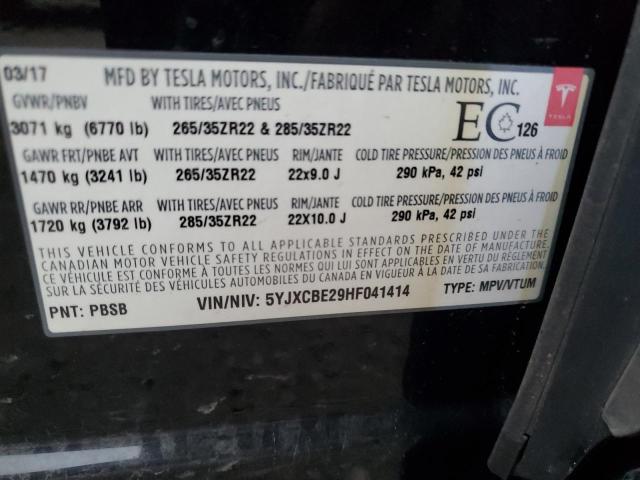 03/17 MFD BY TESLA MOTORS, INC./FABRIQUÉ PAR TESLA MOTORS, INC.
TESLA
GVWR/PNBV WITH TIRES/AVEC PNEUS
3071 kg (6770 lb) 265/35ZR22 & 285/35ZR22 EC 126
GAWR FRT/PNBE AVT WITH TIRES/AVEC PNEUS RIM/JANTE COLD TIRE PRESSURE/PRESSION DES PNEUS À FROID
1470 kg (3241 lb) 265/35ZR22 22x9.0 J 290 kPa, 42 psi
GAWR RR/PNBE ARR WITH TIRES/AVEC PNEUS RIM/JANTE COLD TIRE PRESSURE/PRESSION DES PNEUS À FROID
1720 kg (3792 lb) 285/35ZR22 22X10.0 J 290 kPa, 42 psi
THIS VEHICLE CONFORMS TO ALL APPLICABLE STANDARDS PRESCRIBED UNDER THE
CANADIAN MOTOR VEHICLE SAFETY REGULATIONS IN EFFECT ON THE DATE OF MANUFACTURE
CE VÉHICULE EST CONFORME À TOUTES LES NORMES QUI LUI SONT APPLICABLES EN VERTU DU RÈGLEMENT
SUR LA SÉCURITÉ DES VÉHICULES AUTOMOBILES DU CANADA EN VIGUEUR À LA DATE DE SA FABRICATION.
PNT: PBSB VIN/NIV: 5YJXCBE29HF041414 TYPE: MPV/VTUM